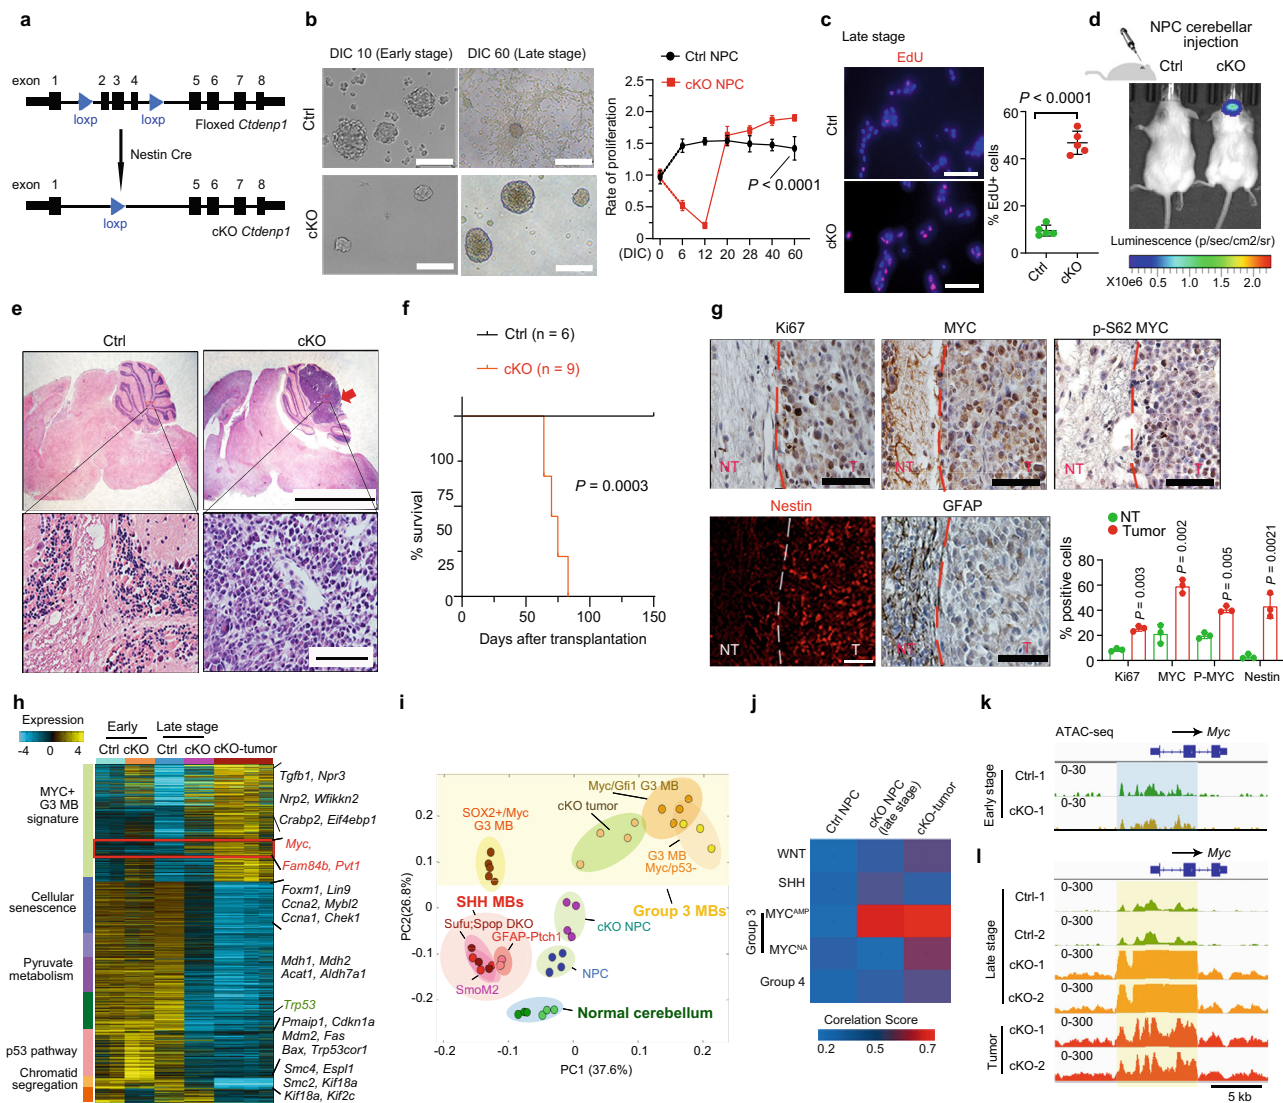 a
exon 1 2 3 4 5 6 7 8
loxp loxp Floxed Ctdenp1
Nestin Cre
exon 1 5 6 7 8
loxp cKO Ctdenp1
b
DIC 10 (Early stage) DIC 60 (Late stage)
Ctrl
cKO
Ctrl NPC
cKO NPC
Rate of proliferation
2.5
2.0
1.5
1.0
0.5
0.0
P < 0.0001
(DIC) 0 6 12 20 28 40 60
c
Late stage
EdU
Ctrl
cKO
P < 0.0001
% EdU+ cells
60
40
20
0
Ctrl cKO
d
NPC cerebellar
injection
Ctrl cKO
Luminescence (p/sec/cm2/sr)
X10e6 0.5 1.0 1.5 2.0
e
Ctrl cKO
f
Ctrl (n = 6)
cKO (n = 9)
% survival
100
75
50
25
0
P = 0.0003
0 50 100 150
Days after transplantation
g
Ki67 MYC p-S62 MYC
NT NT T NT T
Nestin GFAP
NT T NT T
NT
Tumor
% positive cells
80
60
40
20
0
P = 0.003
P = 0.002
P = 0.005
P = 0.0021
Ki67 MYC P-MYC Nestin
h
Expression
-4 0 4
Early Late stage
Ctrl cKO Ctrl cKO cKO-tumor
MYC+
G3 MB
signature
Cellular
senescence
Pyruvate
metabolism
p53 pathway
Chromatid
segregation
Tgfb1, Npr3
Nrp2, Wfikkn2
Crabp2, Eif4ebp1
Myc,
Fam84b, Pvt1
Foxm1, Lin9
Ccna2, Mybl2
Ccna1, Chek1
Mdh1, Mdh2
Acat1, Aldh7a1
Trp53
Pmaip1, Cdkn1a
Mdm2, Fas
Bax, Trp53cor1
Smc4, Espl1
Smc2, Kif18a
Kif18a, Kif2c
i
PC2(26.8%)
0.2
0.1
0
-0.1
-0.2
Myc/Gfi1 G3 MB
cKO tumor
SOX2+/Myc
G3 MB
G3 MB
Myc/p53-
SHH MBs
Group 3 MBs
Sufu;Spop DKO
GFAP-Ptch1
cKO NPC
NPC
SmoM2
Normal cerebellum
-0.2 -0.1 0 0.1 0.2
PC1 (37.6%)
j
Ctrl NPC
cKO NPC
(late stage)
cKO-tumor
WNT
SHH
Group 3
MYCAMP
MYCNA
Group 4
Corelation Score
0.2 0.5 0.7
k
ATAC-seq Myc
Early stage
Ctrl-1 0-30
cKO-1 0-30
l
Myc
Late stage
Ctrl-1 0-300
Ctrl-2 0-300
cKO-1 0-300
cKO-2 0-300
Tumor
cKO-1 0-300
cKO-2 0-300
5 kb